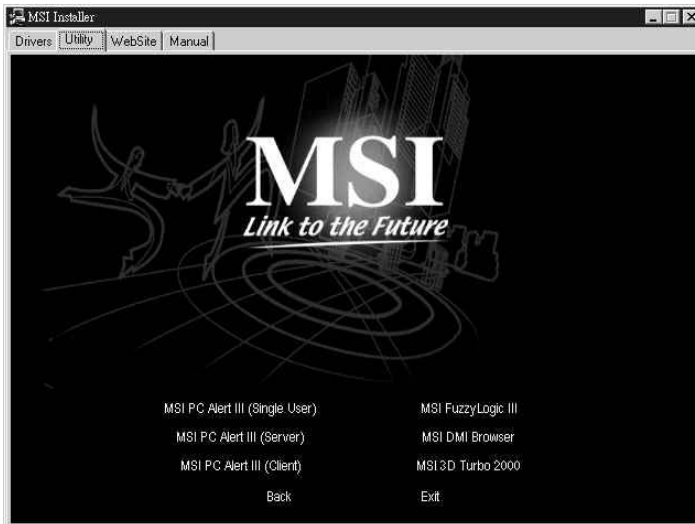 MSI Installer
Drivers Utility WebSite Manual
MSI
Link to the Future
MSI PC Alert III (Single User) MSI FuzzyLogic III
MSI PC Alert III (Server) MSI DMI Browser
MSI PC Alert III (Client) MSI 3D Turbo 2000
Back Exit